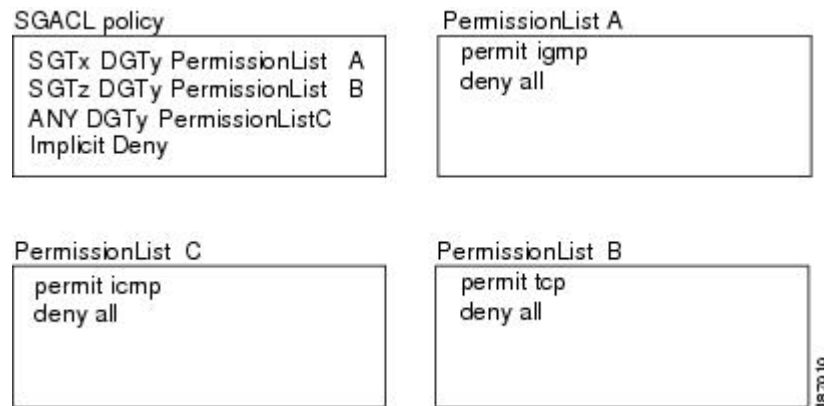 SGACL policy
SGTx DGTy PermissionList A
SGTz DGTy PermissionList B
ANY DGTy PermissionListC
Implicit Deny
PermissionList A
permit igmp
deny all
PermissionList C
permit icmp
deny all
PermissionList B
permit tcp
deny all
187010